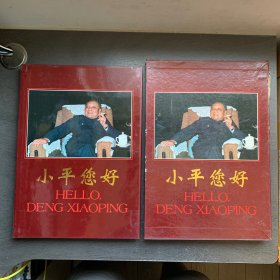 小平您好
HELLO,
DENG XIAOPING
小平您好
HELLO,
DENG XIAOPING